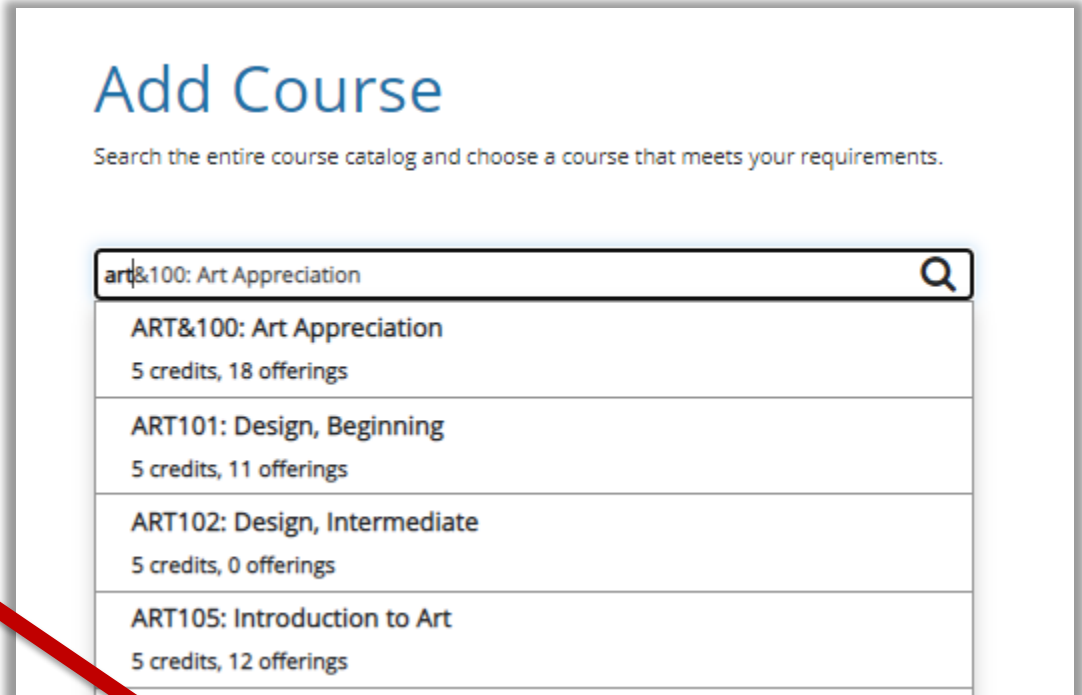 Add Course
Search the entire course catalog and choose a course that meets your requirements.
art&100: Art Appreciation
ART&100: Art Appreciation
5 credits, 18 offerings
ART101: Design, Beginning
5 credits, 11 offerings
ART102: Design, Intermediate
5 credits, 0 offerings
ART105: Introduction to Art
5 credits, 12 offerings